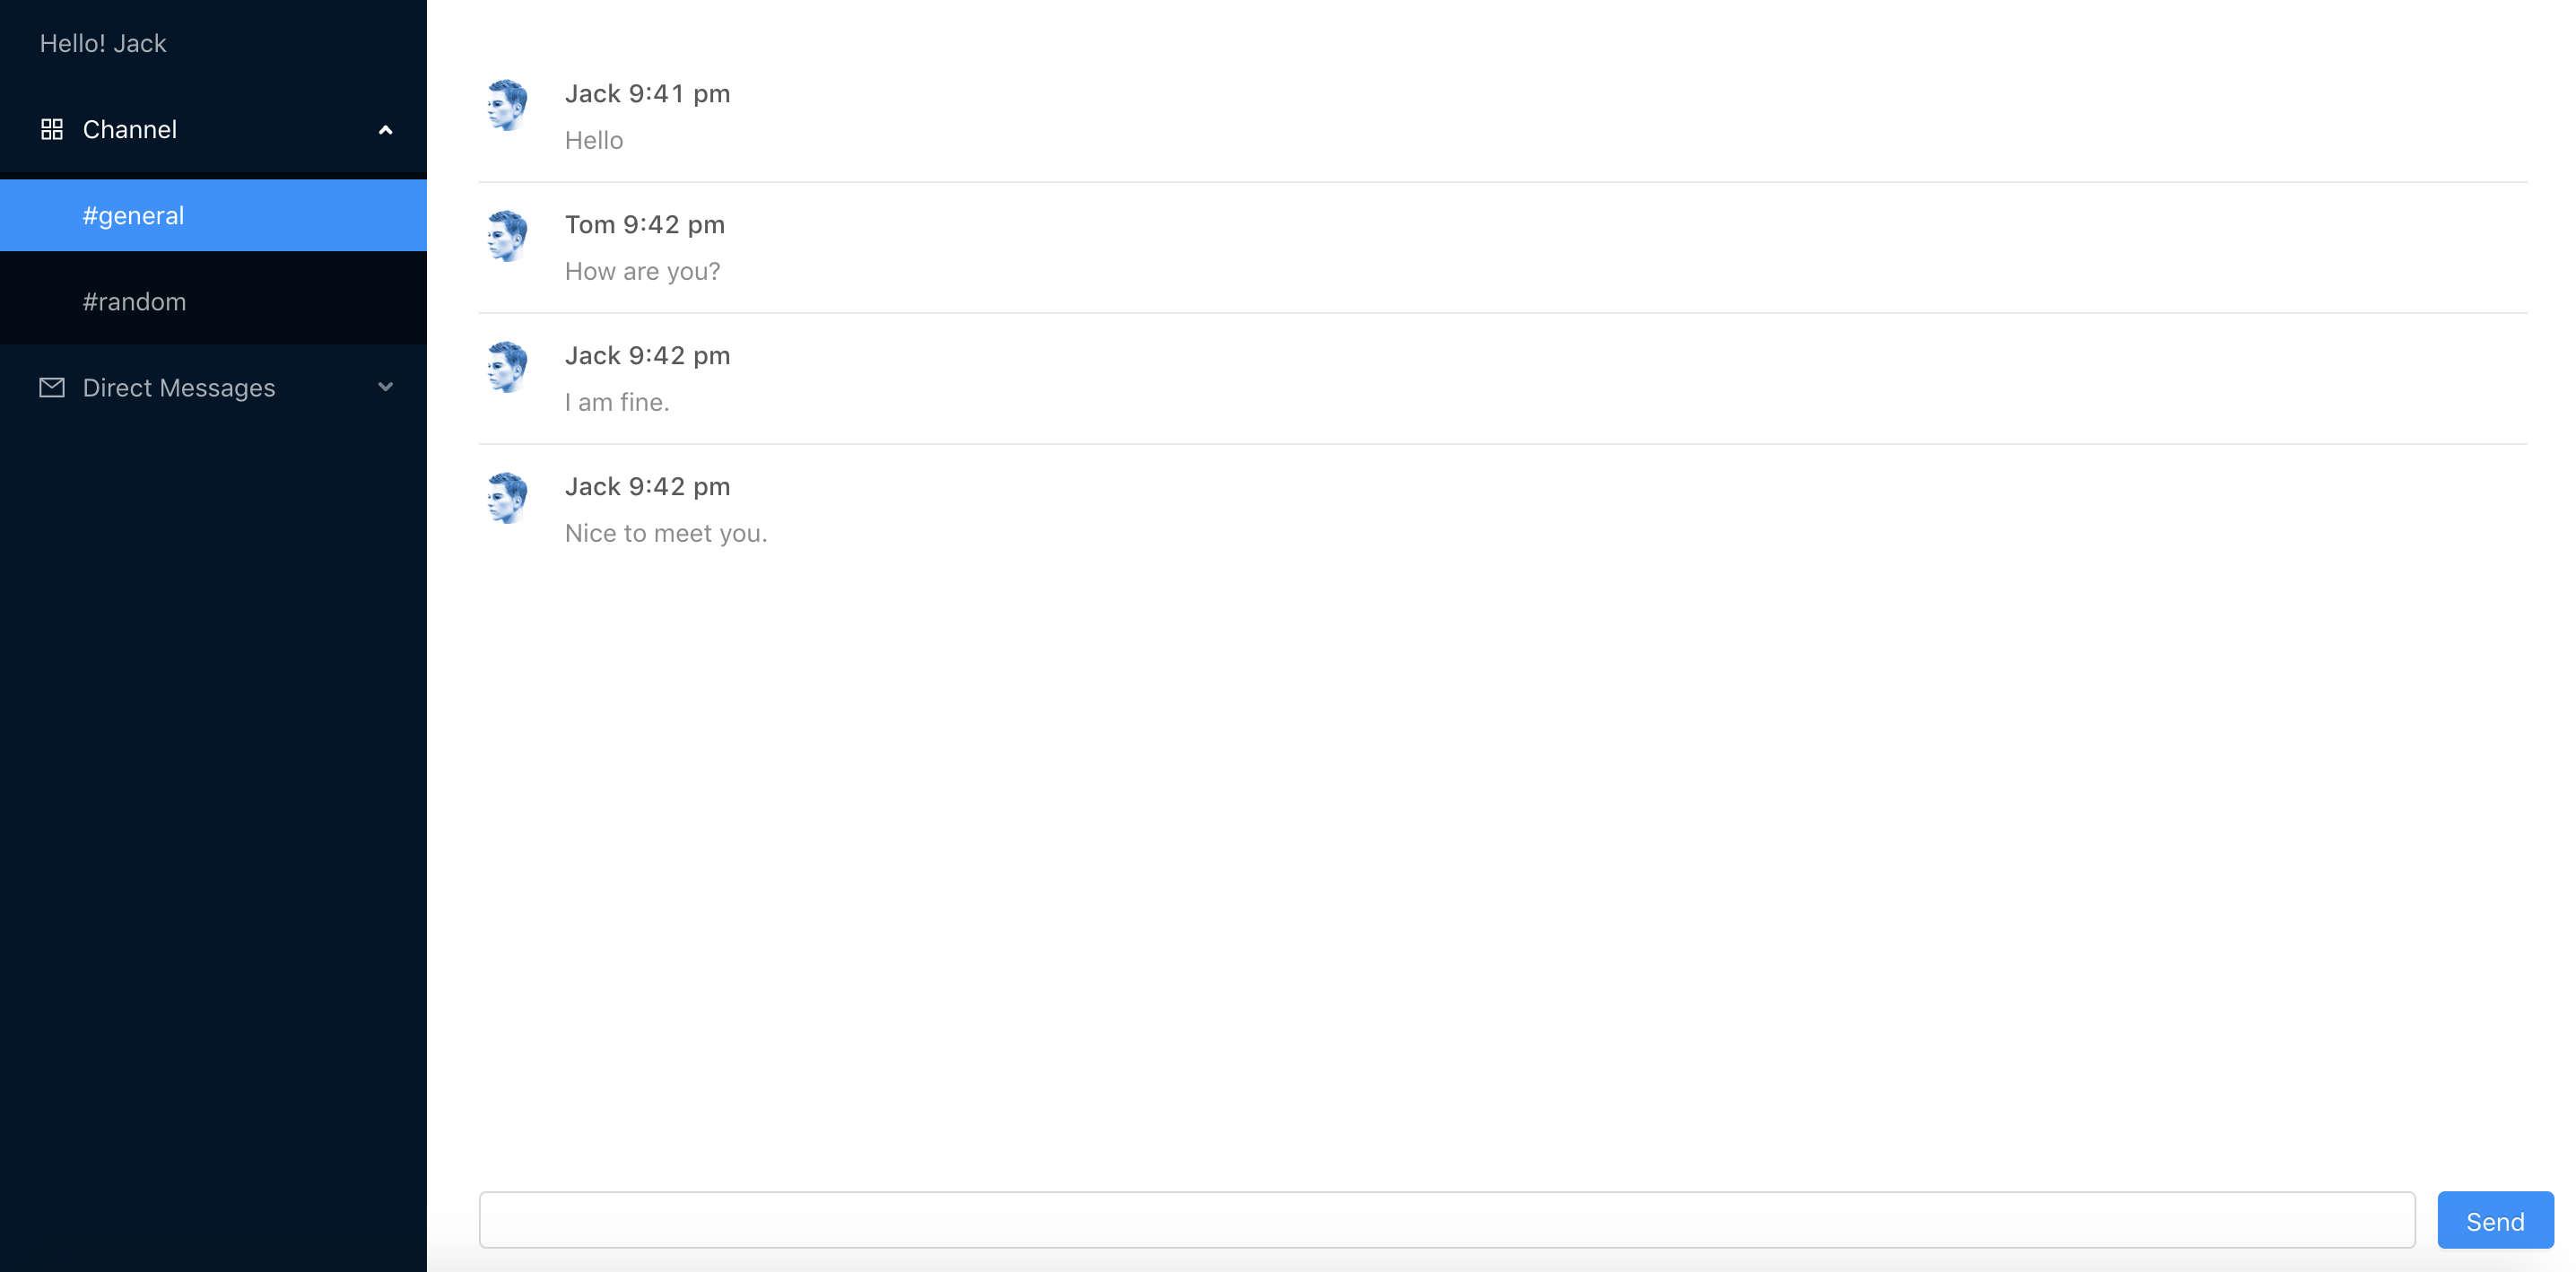 Hello! Jack
Channel
#general
#random
Direct Messages
Jack 9:41 pm
Hello
Tom 9:42 pm
How are you?
Jack 9:42 pm
I am fine.
Jack 9:42 pm
Nice to meet you.
Send